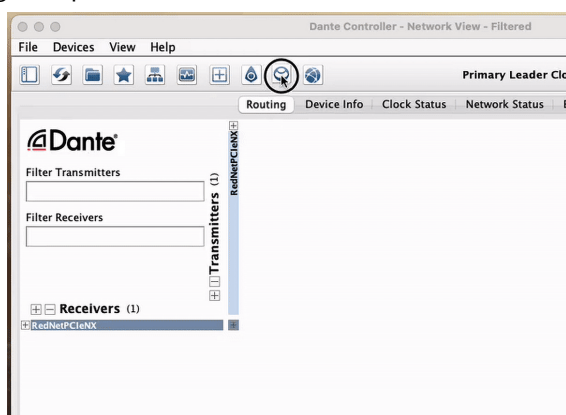 Dante Controller - Network View - Filtered
File Devices View Help
Primary Leader Clo
Routing Device Info Clock Status Network Status
Dante
Filter Transmitters
Filter Receivers
RedNetPCIeNX
Transmitters (1)
Receivers (1)
RedNetPCIeNX